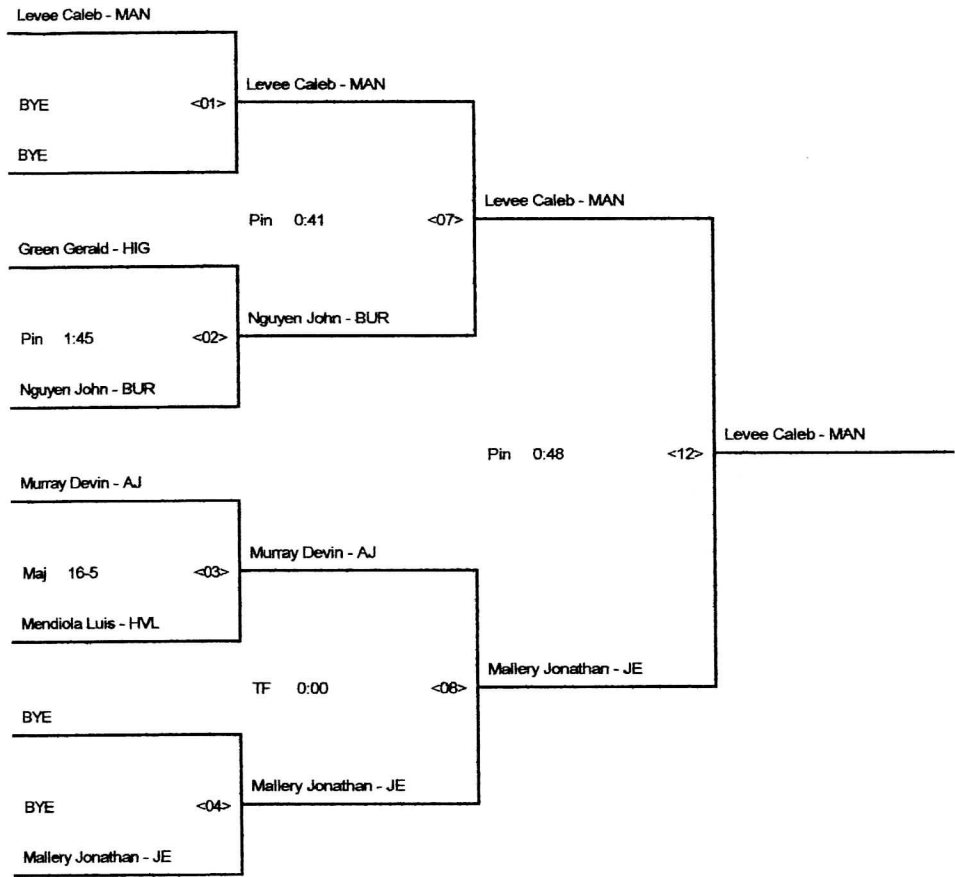 Levee Caleb - MAN
Levee Caleb - MAN
BYE <01>
BYE
Levee Caleb - MAN
Pin 0:41 <07>
Green Gerald - HIG
Nguyen John - BUR
Pin 1:45 <02>
Nguyen John - BUR
Levee Caleb - MAN
Pin 0:48 <12>
Murray Devin - AJ
Murray Devin - AJ
Maj 16-5 <03>
Mendiola Luis - HVL
Mallery Jonathan - JE
TF 0:00 <08>
BYE
Mallery Jonathan - JE
BYE <04>
Mallery Jonathan - JE